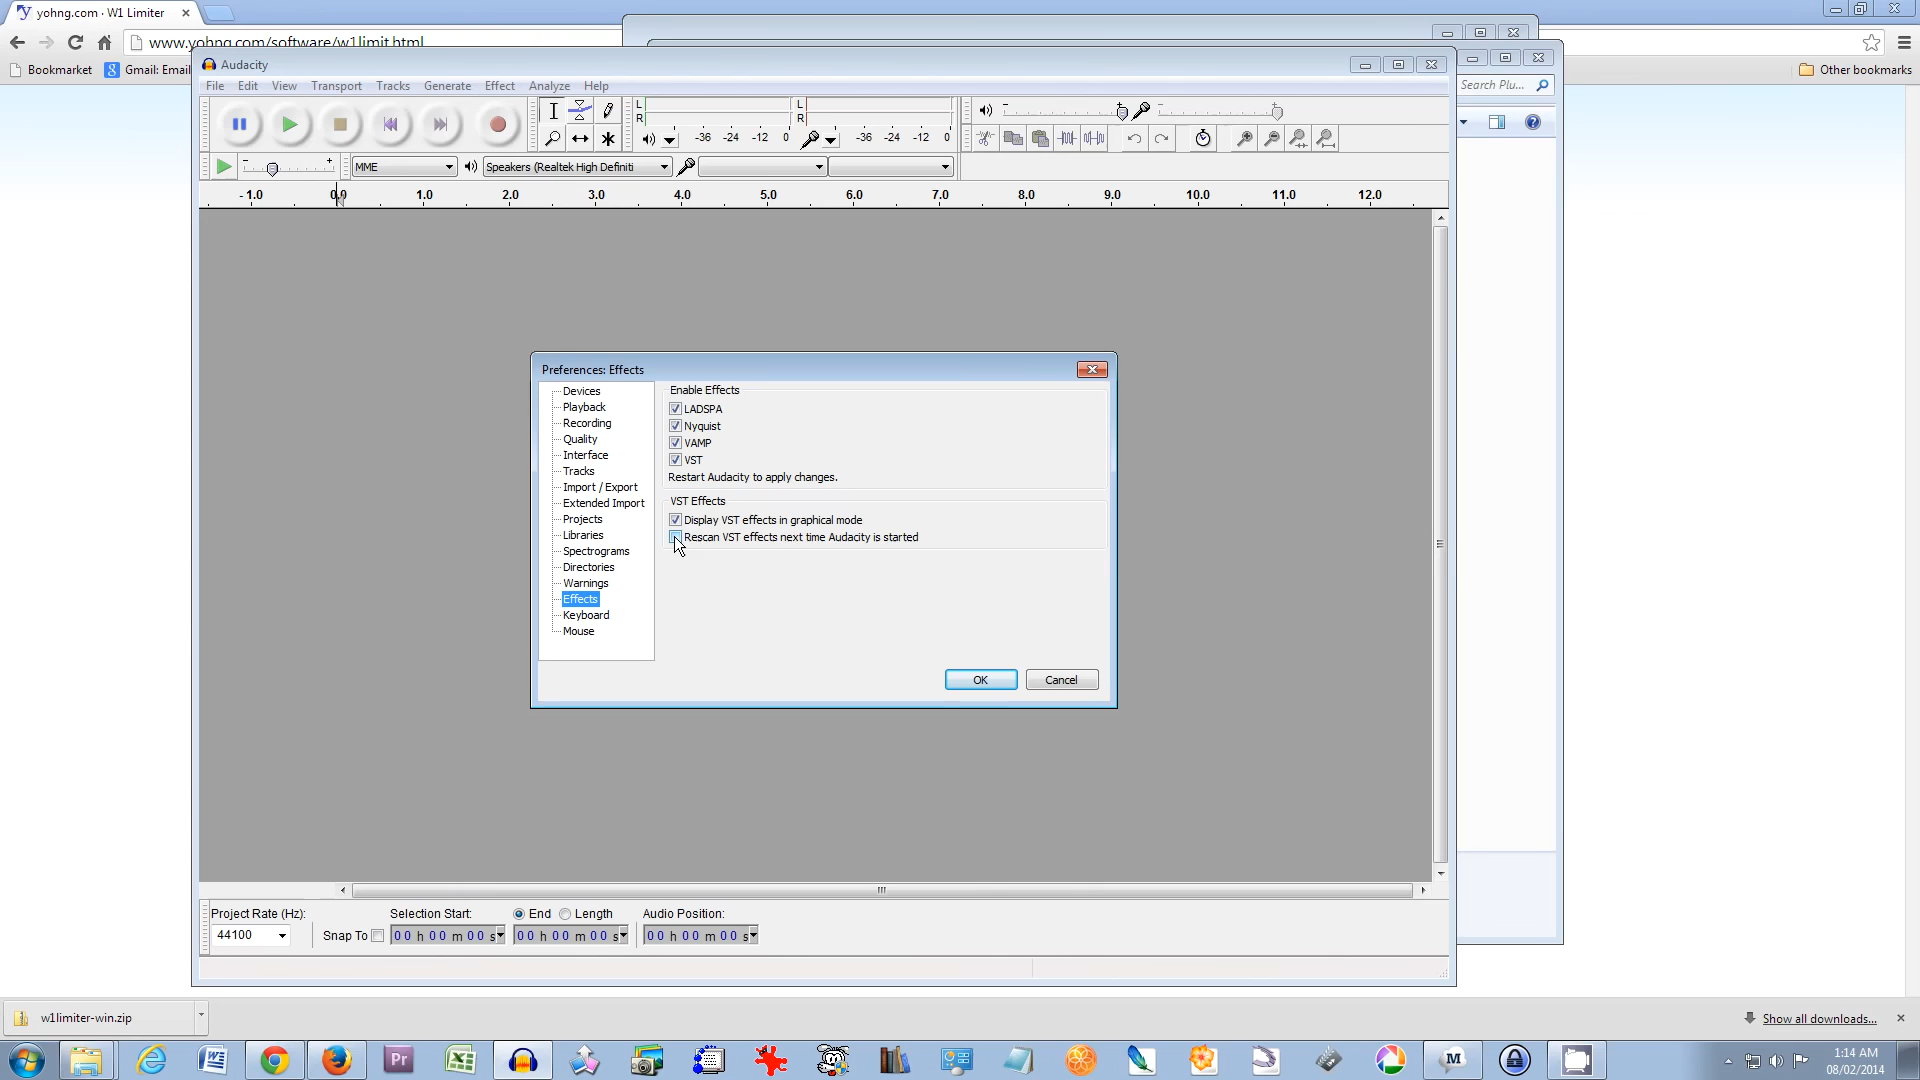 yohng.com · W1 Limiter
www.yohng.com/software/w1limit.html
Bookmarket
Gmail: Email
Other bookmarks
Search Plu...
Audacity
File Edit View Transport Tracks Generate Effect Analyze Help
L
R
-36 -24 -12 0
L
R
-36 -24 -12 0
MME
Speakers (Realtek High Definiti
- 1.0 0.0 1.0 2.0 3.0 4.0 5.0 6.0 7.0 8.0 9.0 10.0 11.0 12.0
Preferences: Effects
Devices
Playback
Recording
Quality
Interface
Tracks
Import / Export
Extended Import
Projects
Libraries
Spectrograms
Directories
Warnings
Effects
Keyboard
Mouse
Enable Effects
LADSPA
Nyquist
VAMP
VST
Restart Audacity to apply changes.
VST Effects
Display VST effects in graphical mode
Rescan VST effects next time Audacity is started
OK
Cancel
Project Rate (Hz):
44100
Snap To
Selection Start:
00 h 00 m 00 s
End Length
00 h 00 m 00 s
Audio Position:
00 h 00 m 00 s
w1limiter-win.zip
Show all downloads...
Pr
M
1:14 AM
08/02/2014